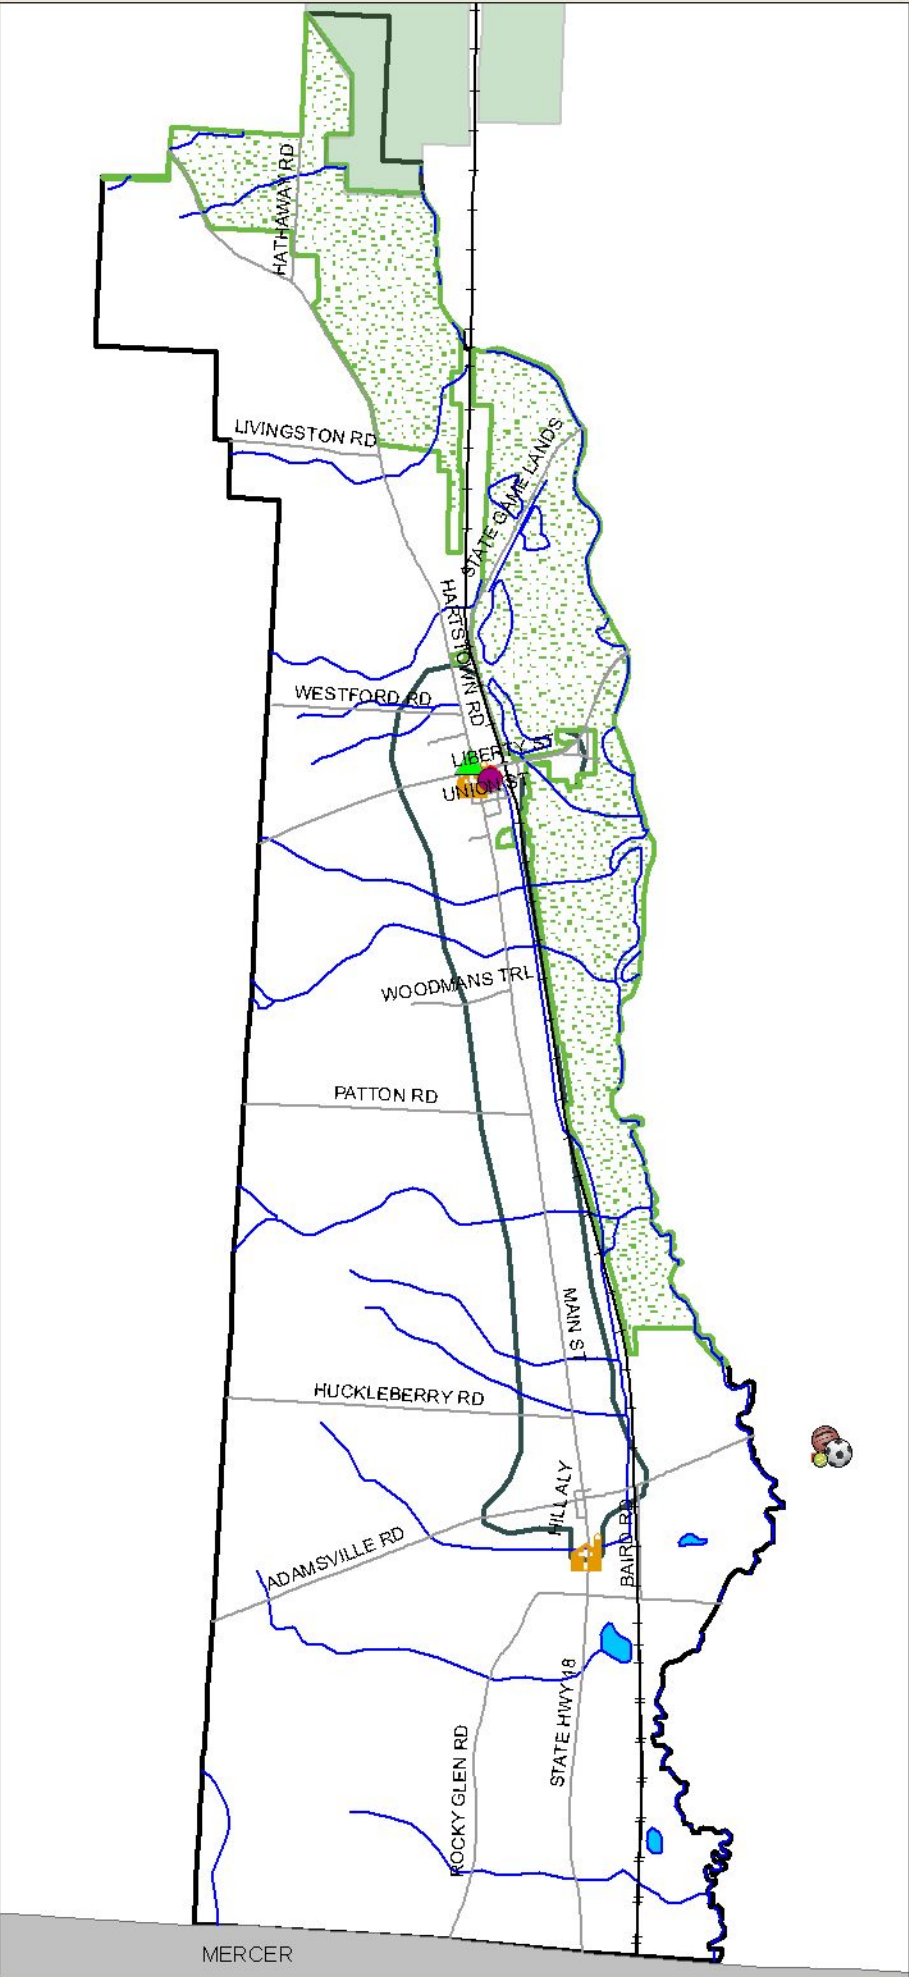 HATHAWAY RD
LIVINGSTON RD
STATE GAME LANDS
HARTSTOWN RD
WESTFORD RD
LIBERTY ST
UNION ST
WOODMANS TRL
PATTON RD
MAIN ST
HUCKLEBERRY RD
HILL ALY
ADAMSVILLE RD
BAIRD RD
STATE HWY 18
ROCKY GLEN RD
MERCER